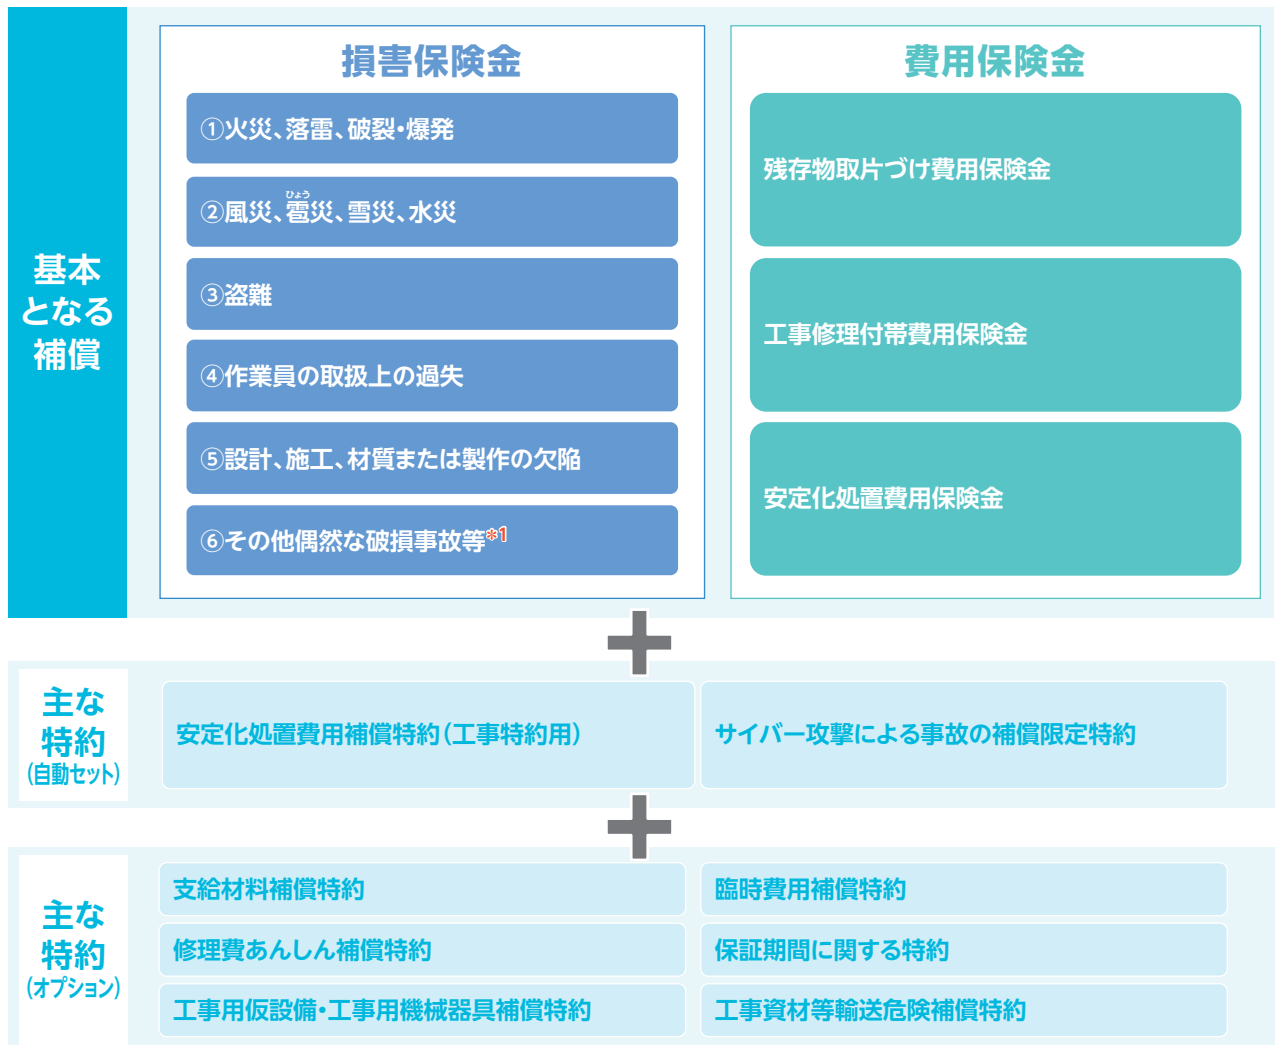 基本
となる
補償
損害保険金
①火災、落雷、破裂・爆発
ひょう
②風災、雹災、雪災、水災
③盗難
④作業員の取扱上の過失
⑤設計、施工、材質または製作の欠陥
⑥その他偶然な破損事故等*1
費用保険金
残存物取片づけ費用保険金
工事修理付帯費用保険金
安定化処置費用保険金
主な
特約
(自動セット)
安定化処置費用補償特約(工事特約用)
サイバー攻撃による事故の補償限定特約
主な
特約
(オプション)
支給材料補償特約
臨時費用補償特約
修理費あんしん補償特約
保証期間に関する特約
工事用仮設備・工事用機械器具補償特約
工事資材等輸送危険補償特約